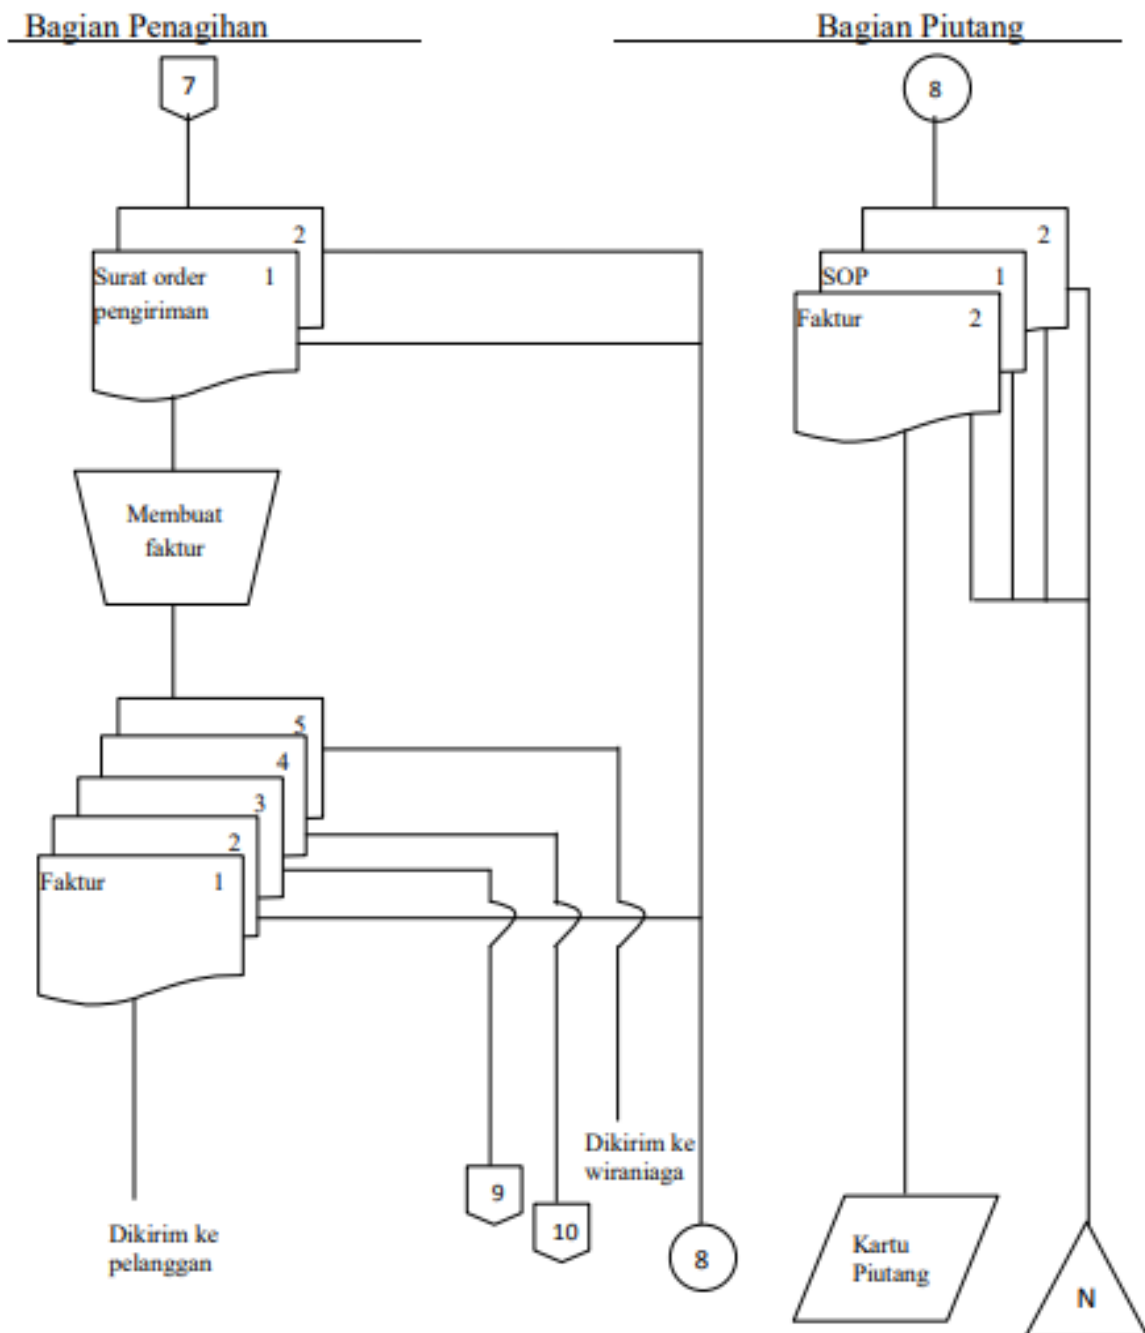 Bagian Penagihan
7
2
Surat order 1
pengiriman
Membuat
faktur
5
4
3
2
Faktur 1
Dikirim ke
pelanggan
9
10
Dikirim ke
wiraniaga
8
Bagian Piutang
8
2
SOP 1
Faktur 2
Kartu
Piutang
N